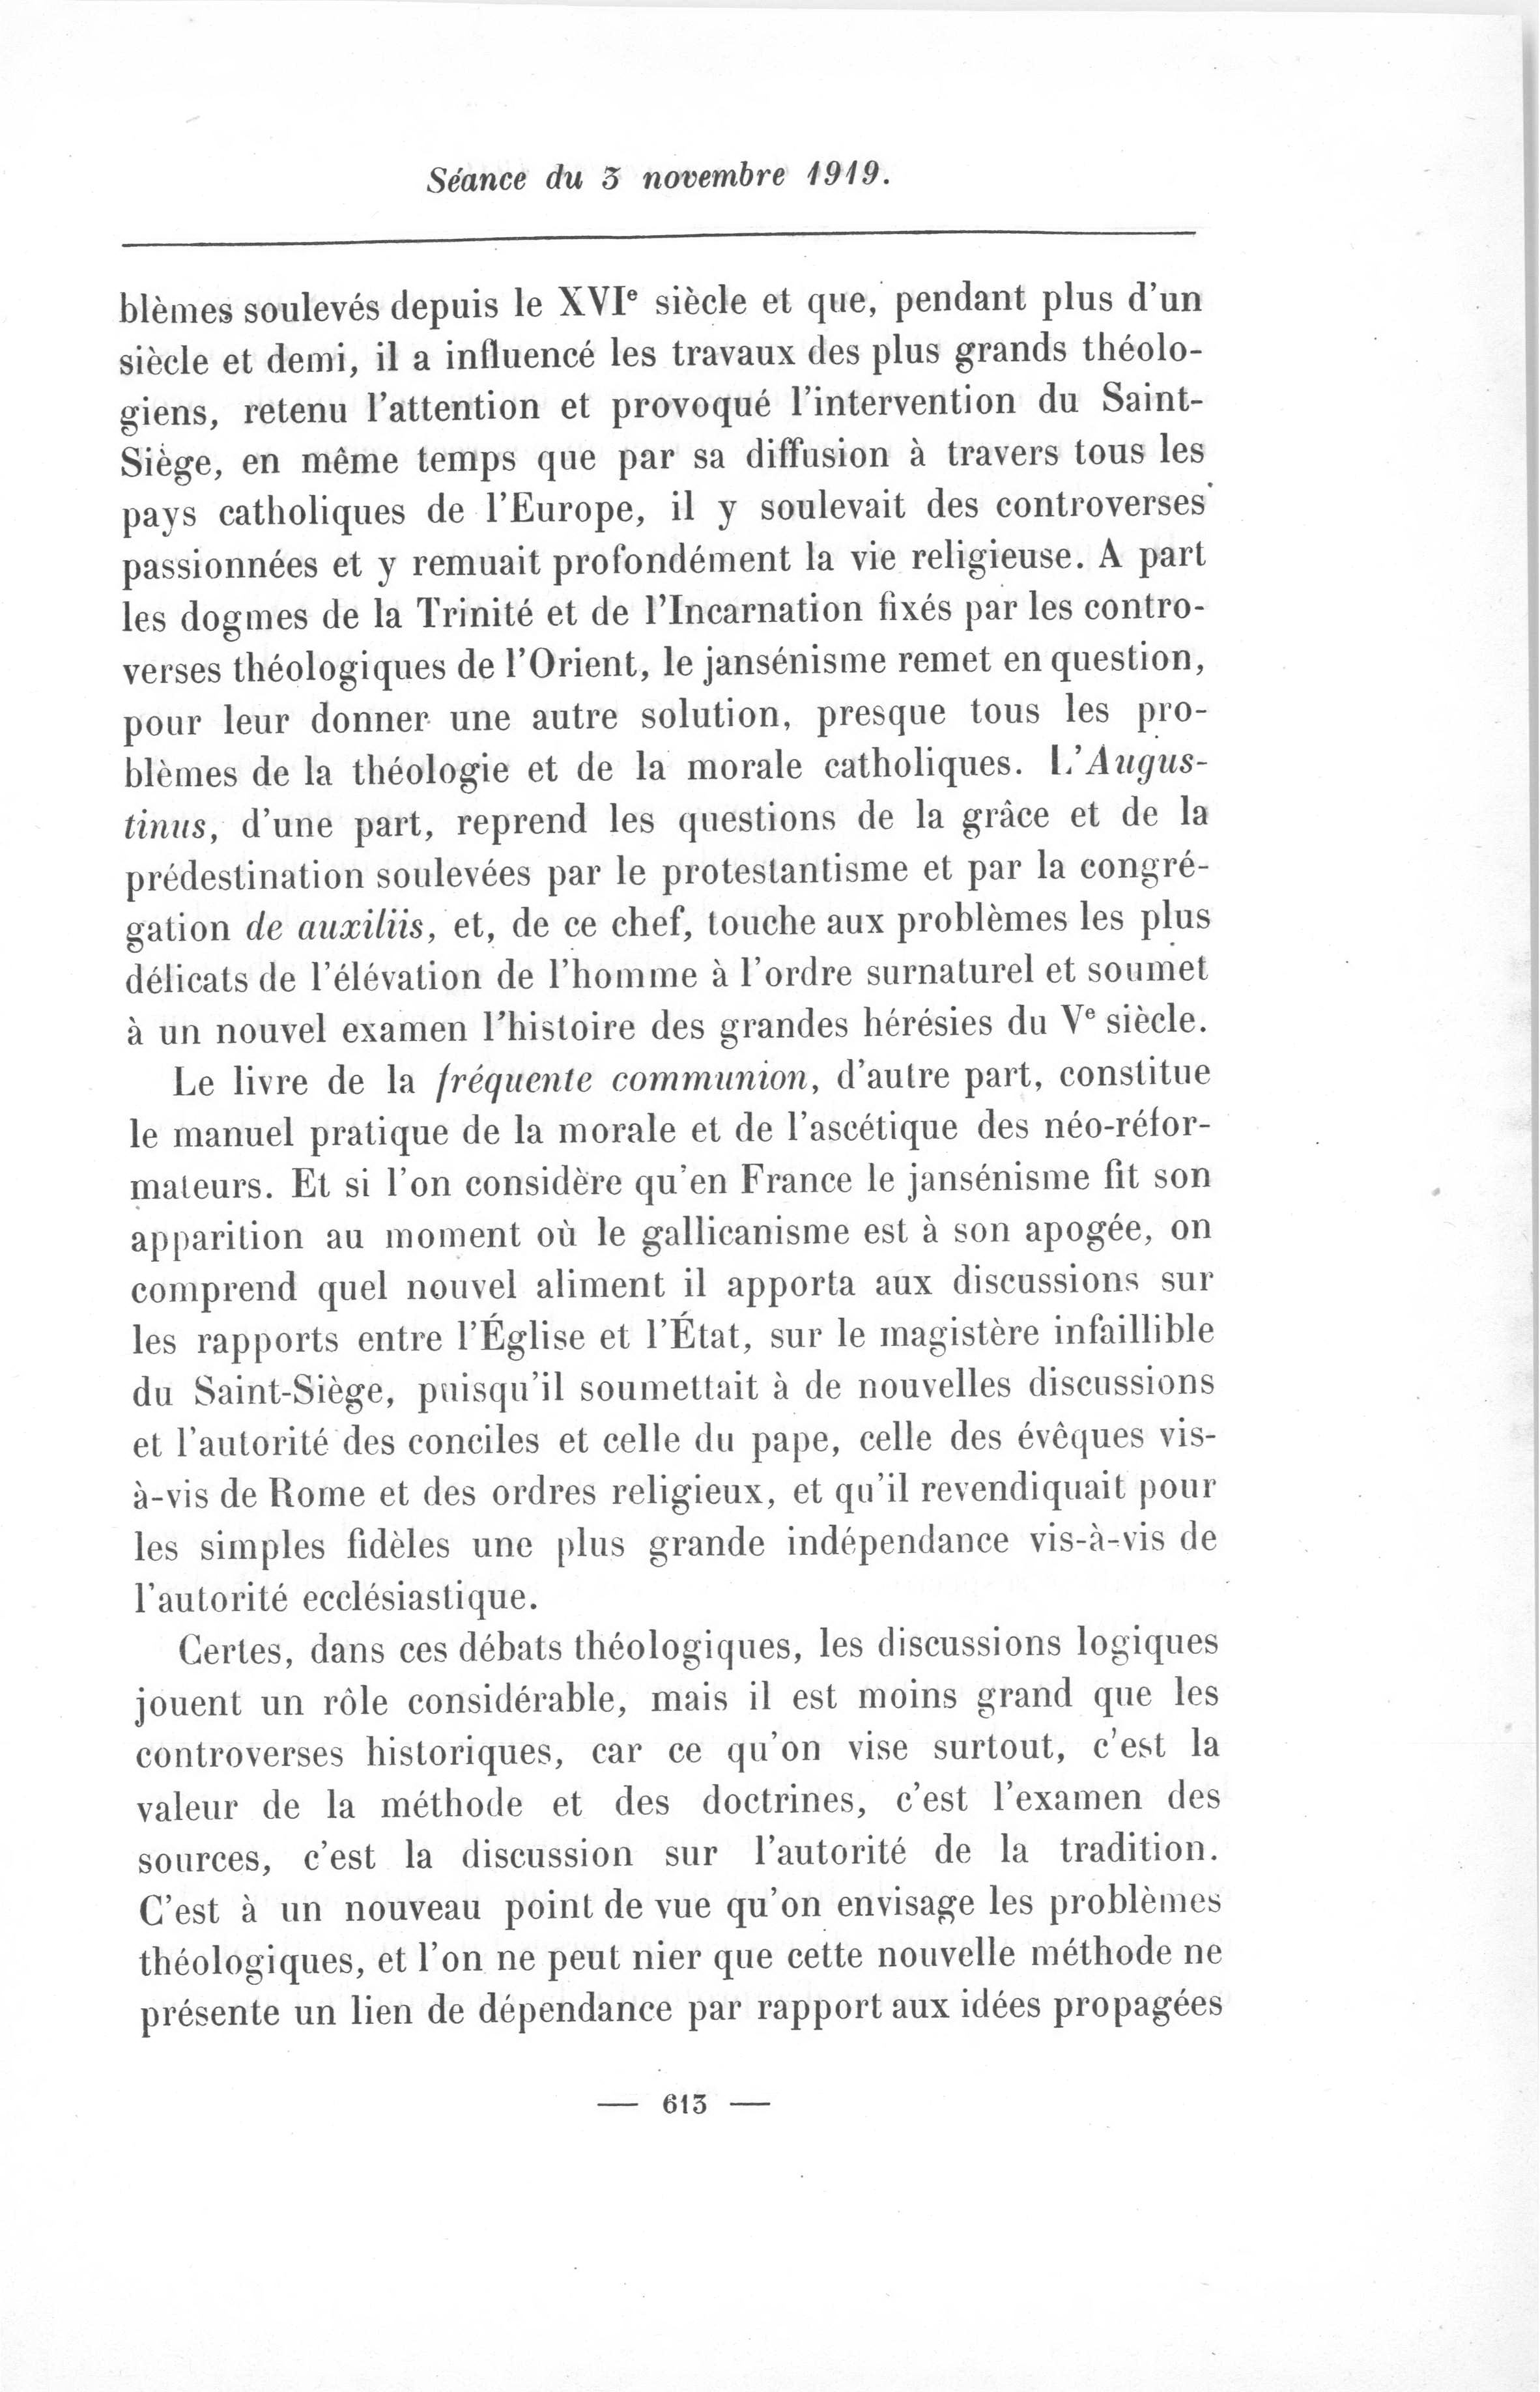 Séance du 3 novembre 1919.
blèmes soulevés depuis le XVIe siècle et que, pendant plus d'un
siècle et demi, il a influencé les travaux des plus grands théolo-
giens, retenu l'attention et provoqué l'intervention du Saint-
Siège, en même temps que par sa diffusion à travers tous les
pays catholiques de l'Europe, il y soulevait des controverses
passionnées et y remuait profondément la vie religieuse. A part
les dogmes de la Trinité et de l'Incarnation fixés par les contro-
verses théologiques de l'Orient, le jansénisme remet en question,
pour leur donner une autre solution, presque tous les pro-
blèmes de la théologie et de la morale catholiques. L'Augus-
tinus, d'une part, reprend les questions de la grâce et de la
prédestination soulevées par le protestantisme et par la congré-
gation de auxiliis, et, de ce chef, touche aux problèmes les plus
délicats de l'élévation de l'homme à l'ordre surnaturel et soumet
à un nouvel examen l'histoire des grandes hérésies du Ve siècle.
Le livre de la fréquente communion, d'autre part, constitue
le manuel pratique de la morale et de l'ascétique des néo-réfor-
mateurs. Et si l'on considère qu'en France le jansénisme fit son
apparition au moment où le gallicanisme est à son apogée, on
comprend quel nouvel aliment il apporta aux discussions sur
les rapports entre l'Église et l'État, sur le magistère infaillible
du Saint-Siège, puisqu'il soumettait à de nouvelles discussions
et l'autorité des conciles et celle du pape, celle des évêques vis-
à-vis de Rome et des ordres religieux, et qu'il revendiquait pour
les simples fidèles une plus grande indépendance vis-à-vis de
l'autorité ecclésiastique.
Certes, dans ces débats théologiques, les discussions logiques
jouent un rôle considérable, mais il est moins grand que les
controverses historiques, car ce qu'on vise surtout, c'est la
valeur de la méthode et des doctrines, c'est l'examen des
sources, c'est la discussion sur l'autorité de la tradition.
C'est à un nouveau point de vue qu'on envisage les problèmes
théologiques, et l'on ne peut nier que cette nouvelle méthode ne
présente un lien de dépendance par rapport aux idées propagées
— 613 —